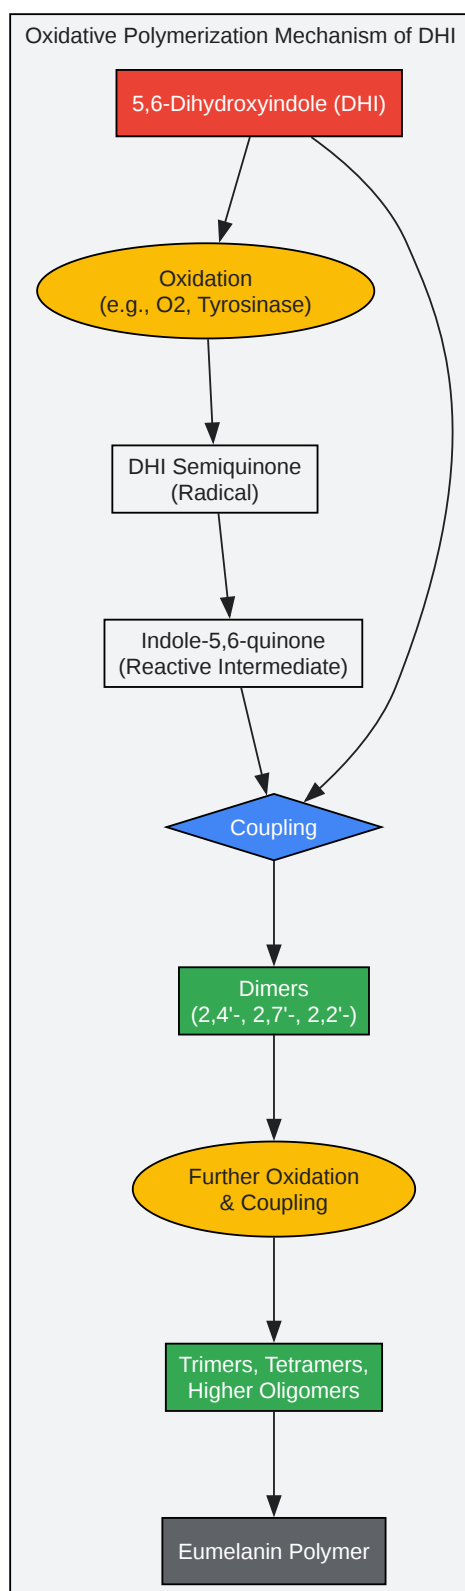 Oxidative Polymerization Mechanism of DHI
5,6-Dihydroxyindole (DHI)
Oxidation
(e.g., O2, Tyrosinase)
DHI Semiquinone
(Radical)
Indole-5,6-quinone
(Reactive Intermediate)
Coupling
Dimers
(2,4'-, 2,7'-, 2,2'-)
Further Oxidation
& Coupling
Trimers, Tetramers,
Higher Oligomers
Eumelanin Polymer